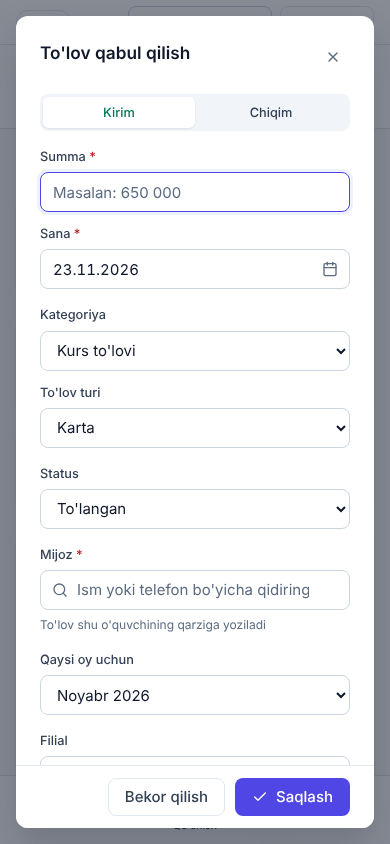 To'lov qabul qilish
Kirim
Chiqim
Summa *
Masalan: 650 000
Sana *
23.11.2026
Kategoriya
Kurs to'lovi
To'lov turi
Karta
Status
To'langan
Mijoz *
Ism yoki telefon bo'yicha qidiring
To'lov shu o'quvchining qarziga yoziladi
Qaysi oy uchun
Noyabr 2026
Filial
Bekor qilish
Saqlash